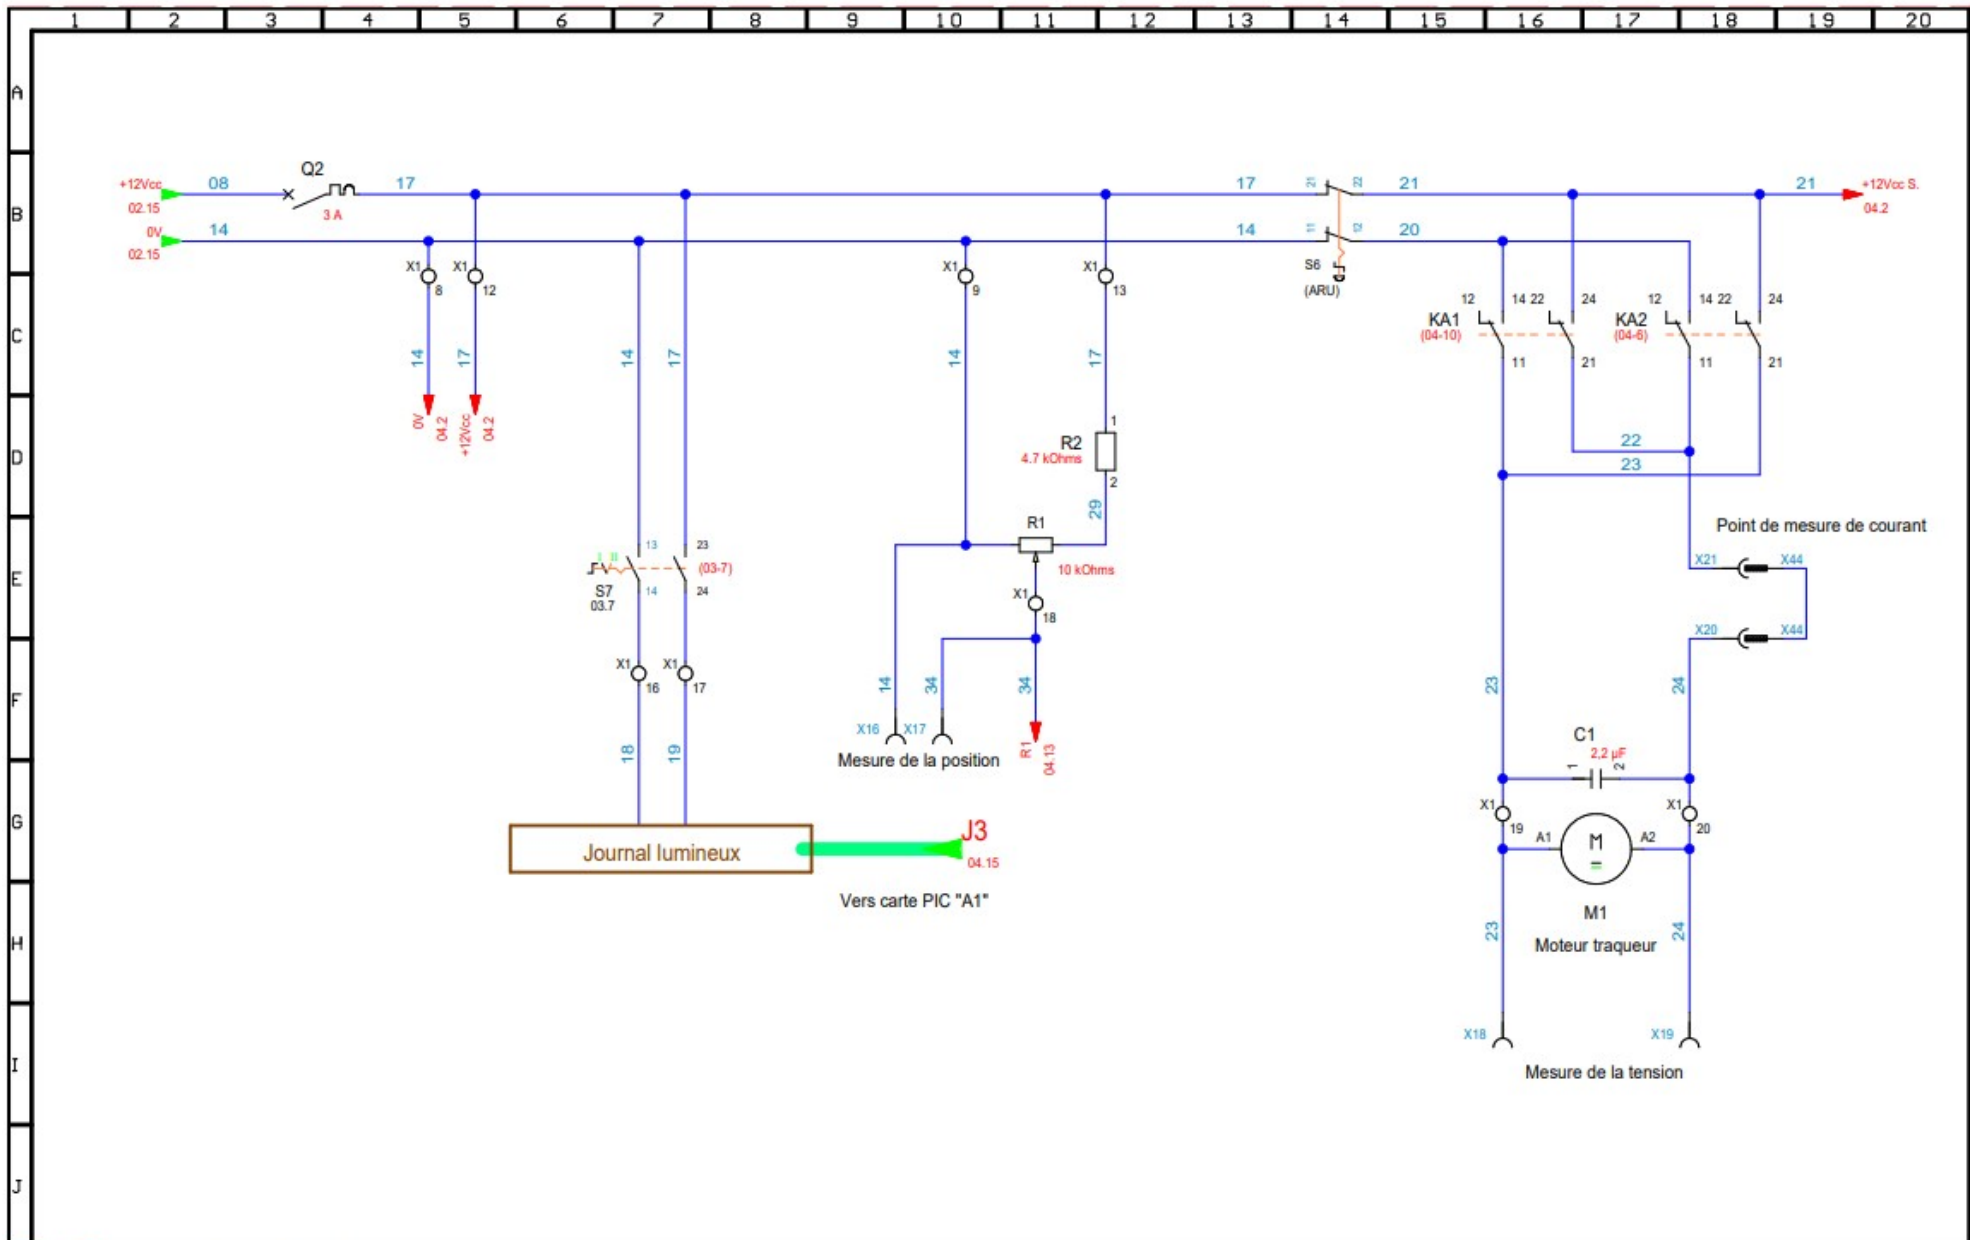 1 2 3 4 5 6 7 8 9 10 11 12 13 14 15 16 17 18 19 20
A
Q2
+12Vcc 08 17 17 21 22 21 21 +12Vcc S.
B
02.15 3 A 04.2
0V 14 14 11 12 20
02.15
X1 X1 X1 X1 S6
8 12 9 13 (ARU)
12 14 22 24 12 14 22 24
C
KA1 KA2
(04-10) (04-6)
14 17 14 17 14 17
11 21 11 21
0V 04.2 +12Vcc 04.2
1
D
R2
4.7 kOhms
2
22
23
29
R1
Point de mesure de courant
13 23
I II
E
(03-7)
10 kOhms
X21 X44
S7 14 24
03.7
X1
18
X20 X44
X1 X1
16 17
F
14 34 34
23 24
X16 X17
Mesure de la position
R1 04.13
18 19
C1
2,2 µF
1 2
G
X1 X1
19 20
J3
A1 M A2
=
Journal lumineux
04.15
Vers carte PIC "A1"
M1
H
23 24
Moteur traqueur
X18 X19
I
Mesure de la tension
J